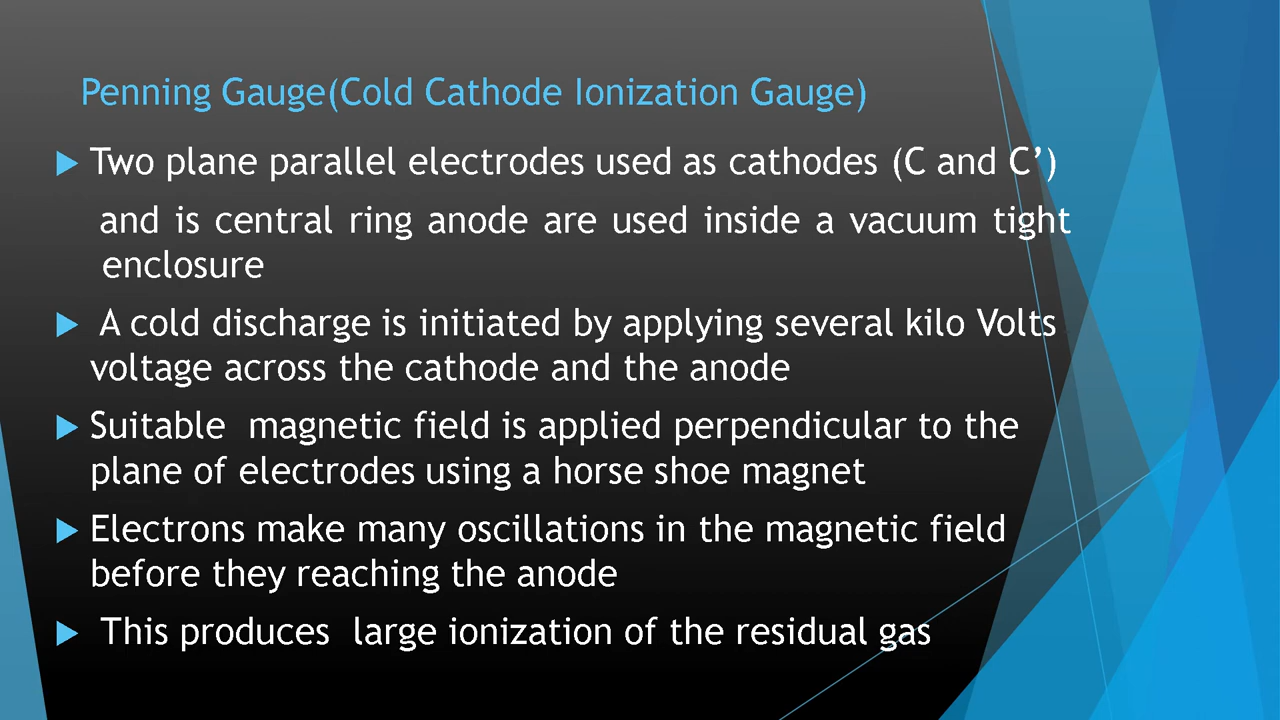 Penning Gauge(Cold Cathode Ionization Gauge)
Two plane parallel electrodes used as cathodes (C and C’)
and is central ring anode are used inside a vacuum tight
enclosure
A cold discharge is initiated by applying several kilo Volts
voltage across the cathode and the anode
Suitable magnetic field is applied perpendicular to the
plane of electrodes using a horse shoe magnet
Electrons make many oscillations in the magnetic field
before they reaching the anode
This produces large ionization of the residual gas